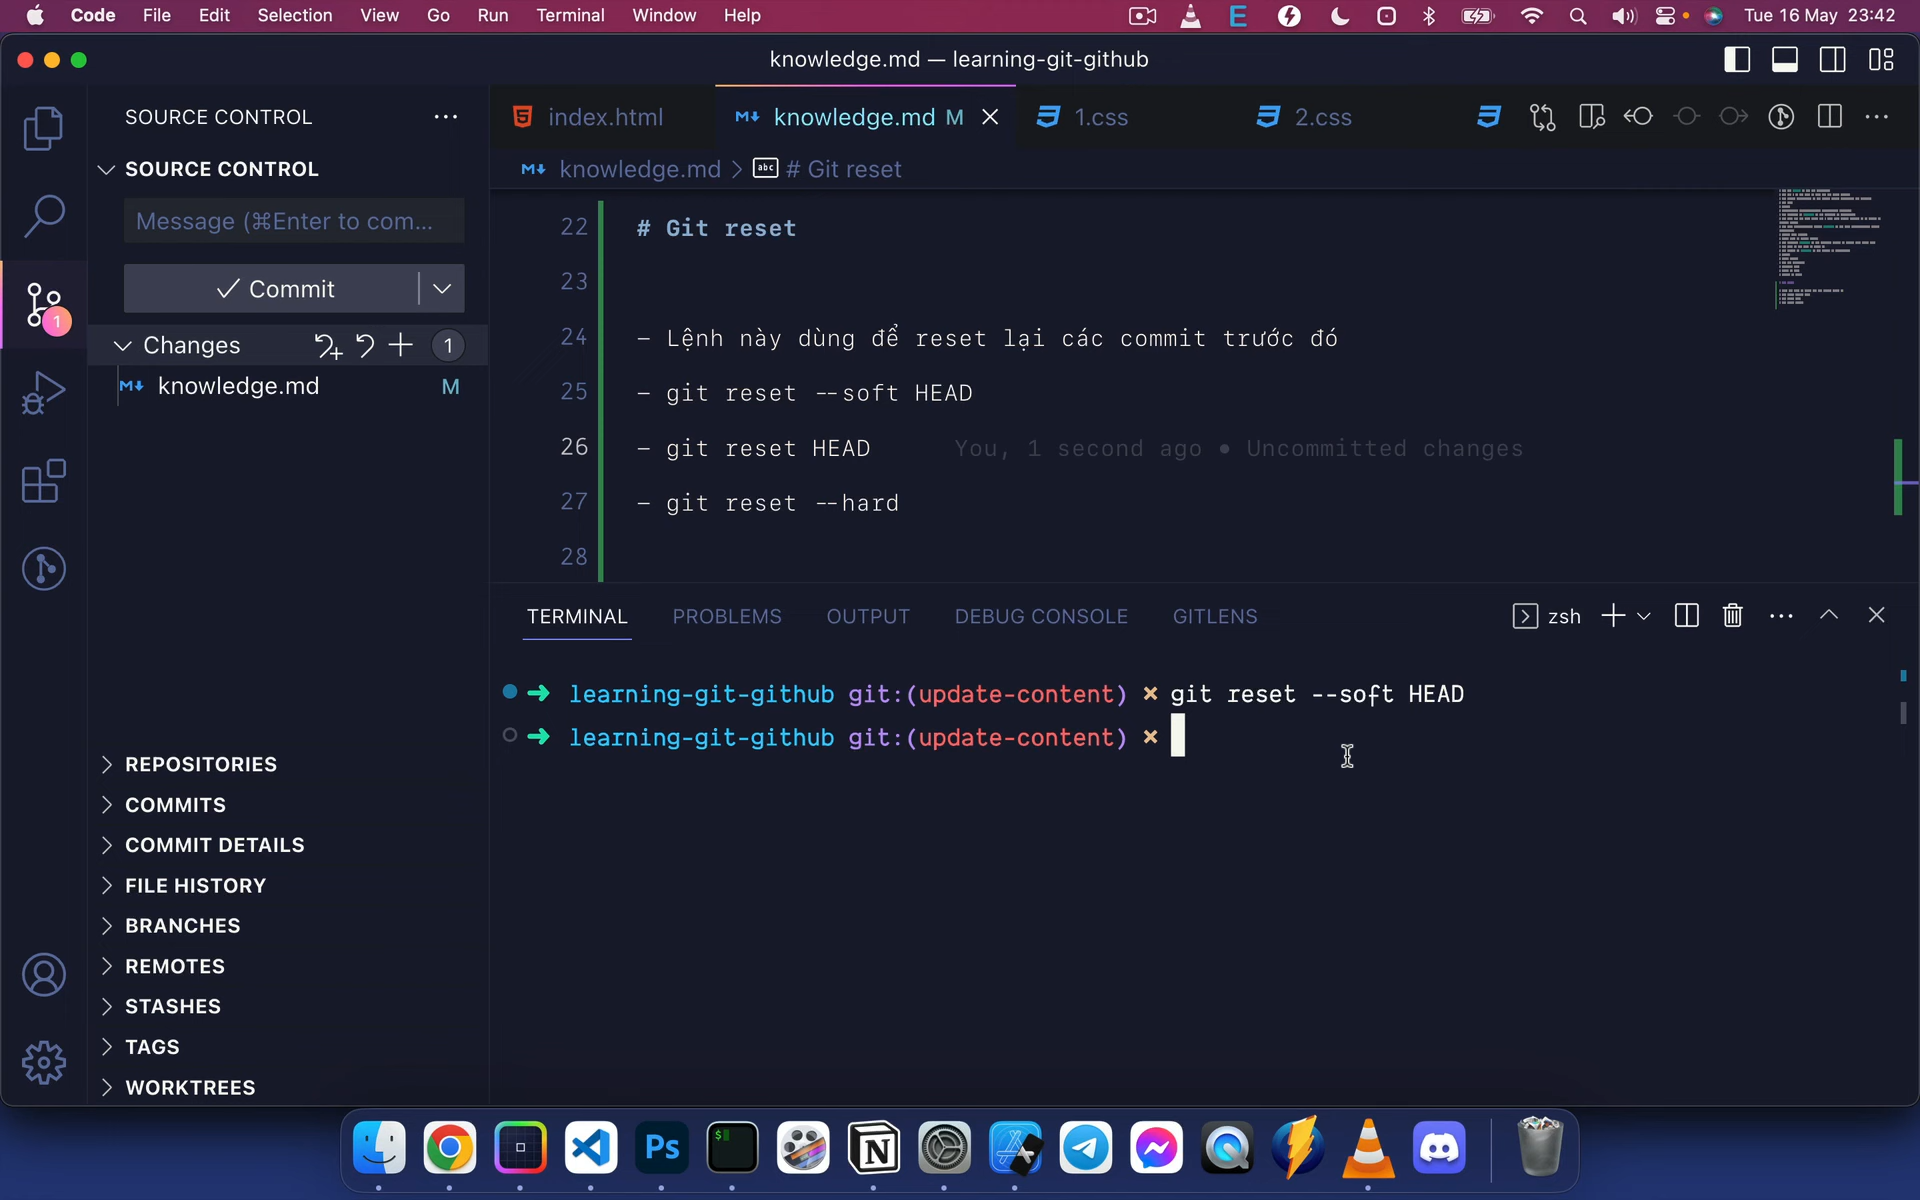 Code File Edit Selection View Go Run Terminal Window Help
E
Tue 16 May 23:42
knowledge.md — learning-git-github
SOURCE CONTROL
index.html
knowledge.md M
1.css
2.css
SOURCE CONTROL
knowledge.md > # Git reset
Message (⌘Enter to com...
Commit
1
Changes 1
knowledge.md M
22 # Git reset
23
24 - Lệnh này dùng để reset lại các commit trước đó
25 - git reset --soft HEAD
26 - git reset HEAD You, 1 second ago • Uncommitted changes
27 - git reset --hard
28
TERMINAL PROBLEMS OUTPUT DEBUG CONSOLE GITLENS
zsh
➜ learning-git-github git:(update-content) × git reset --soft HEAD
➜ learning-git-github git:(update-content) ×
REPOSITORIES
COMMITS
COMMIT DETAILS
FILE HISTORY
BRANCHES
REMOTES
STASHES
TAGS
WORKTREES
Ps
$
N